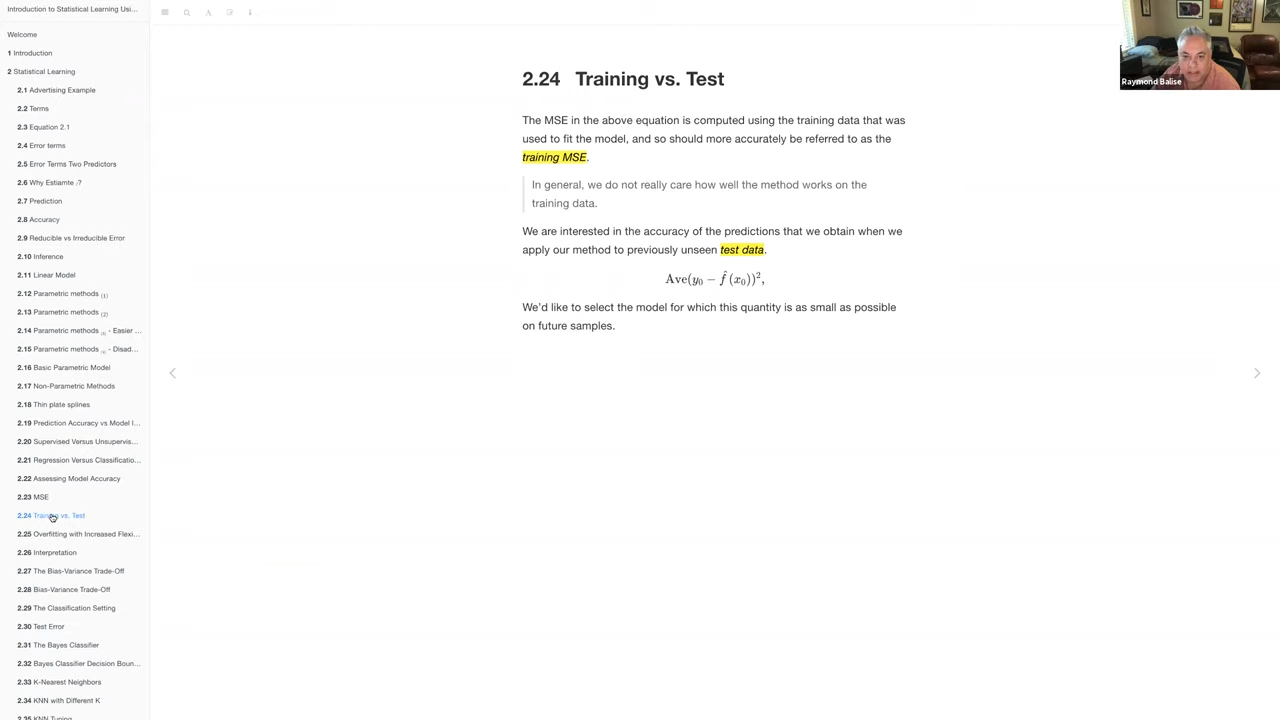 Introduction to Statistical Learning Usi...
Welcome
1 Introduction
2 Statistical Learning
2.1 Advertising Example
2.2 Terms
2.3 Equation 2.1
2.4 Error terms
2.5 Error Terms Two Predictors
2.6 Why Estiamte ?
2.7 Prediction
2.8 Accuracy
2.9 Reducible vs Irreducible Error
2.10 Inference
2.11 Linear Model
2.12 Parametric methods (1)
2.13 Parametric methods (2)
2.14 Parametric methods - Easier ...
2.15 Parametric methods - Disad...
2.16 Basic Parametric Model
2.17 Non-Parametric Methods
2.18 Thin plate splines
2.19 Prediction Accuracy vs Model I...
2.20 Supervised Versus Unsupervis...
2.21 Regression Versus Classificatio...
2.22 Assessing Model Accuracy
2.23 MSE
2.24 Training vs. Test
2.25 Overfitting with Increased Flexi...
2.26 Interpretation
2.27 The Bias-Variance Trade-Off
2.28 Bias-Variance Trade-Off
2.29 The Classification Setting
2.30 Test Error
2.31 The Bayes Classifier
2.32 Bayes Classifier Decision Boun...
2.33 K-Nearest Neighbors
2.34 KNN with Different K
2.35 KNN Tuning
2.24 Training vs. Test
The MSE in the above equation is computed using the training data that was
used to fit the model, and so should more accurately be referred to as the
training MSE.
In general, we do not really care how well the method works on the
training data.
We are interested in the accuracy of the predictions that we obtain when we
apply our method to previously unseen test data.
Ave(y₀ − f̂ (x₀))²,
We'd like to select the model for which this quantity is as small as possible
on future samples.
Raymond Balise